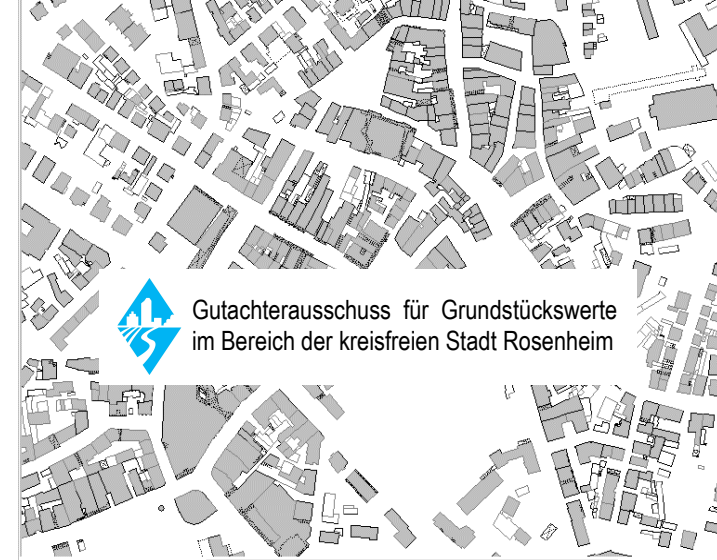 Gutachterausschuss für Grundstückswerte
im Bereich der kreisfreien Stadt Rosenheim